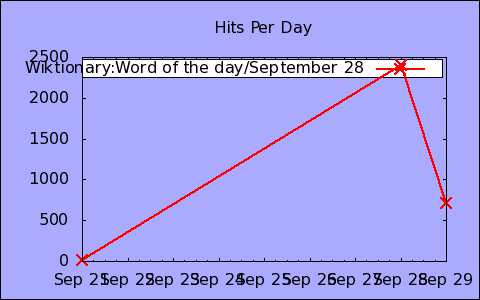 Hits Per Day
2500
Wiktionary:Word of the day/September 28
2000
1500
1000
500
0
Sep 21 Sep 22 Sep 23 Sep 24 Sep 25 Sep 26 Sep 27 Sep 28 Sep 29